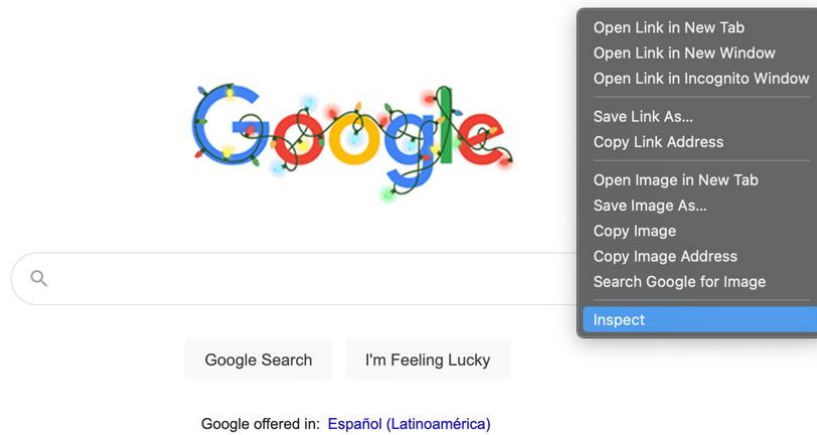 Google
Open Link in New Tab
Open Link in New Window
Open Link in Incognito Window
Save Link As...
Copy Link Address
Open Image in New Tab
Save Image As...
Copy Image
Copy Image Address
Search Google for Image
Inspect
Google Search
I'm Feeling Lucky
Google offered in: Español (Latinoamérica)